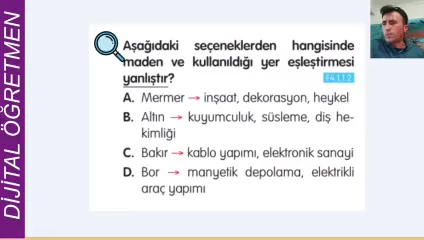 DİJİTAL ÖĞRETMEN
Aşağıdaki seçeneklerden hangisinde
maden ve kullanıldığı yer eşleştirmesi
yanlıştır?
F.4.1.1.2
A. Mermer → inşaat, dekorasyon, heykel
B. Altın → kuyumculuk, süsleme, diş he-
kimliği
C. Bakır → kablo yapımı, elektronik sanayi
D. Bor → manyetik depolama, elektrikli
araç yapımı